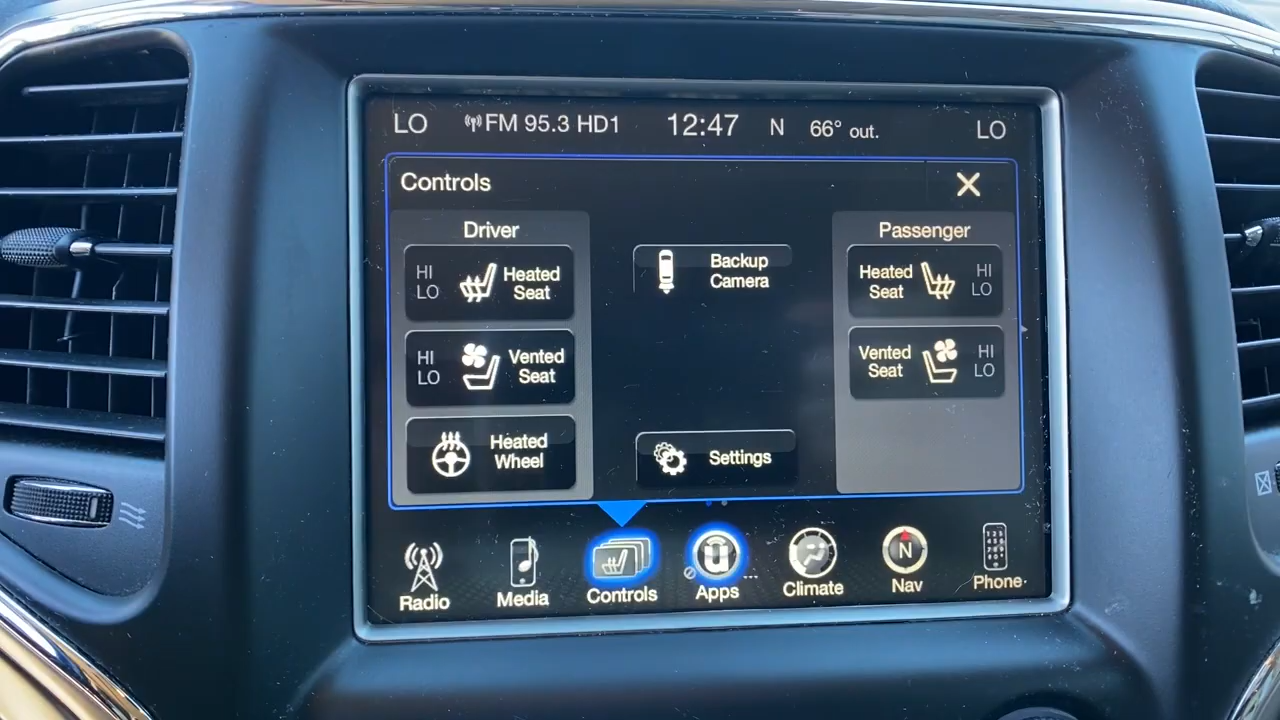 LO FM 95.3 HD1 12:47 N 66° out. LO
Controls X
Driver
HI
LO
Heated
Seat
HI
LO
Vented
Seat
Heated
Wheel
Backup
Camera
Settings
Passenger
Heated
Seat
HI
LO
Vented
Seat
HI
LO
N
Radio Media Controls Apps Climate Nav Phone